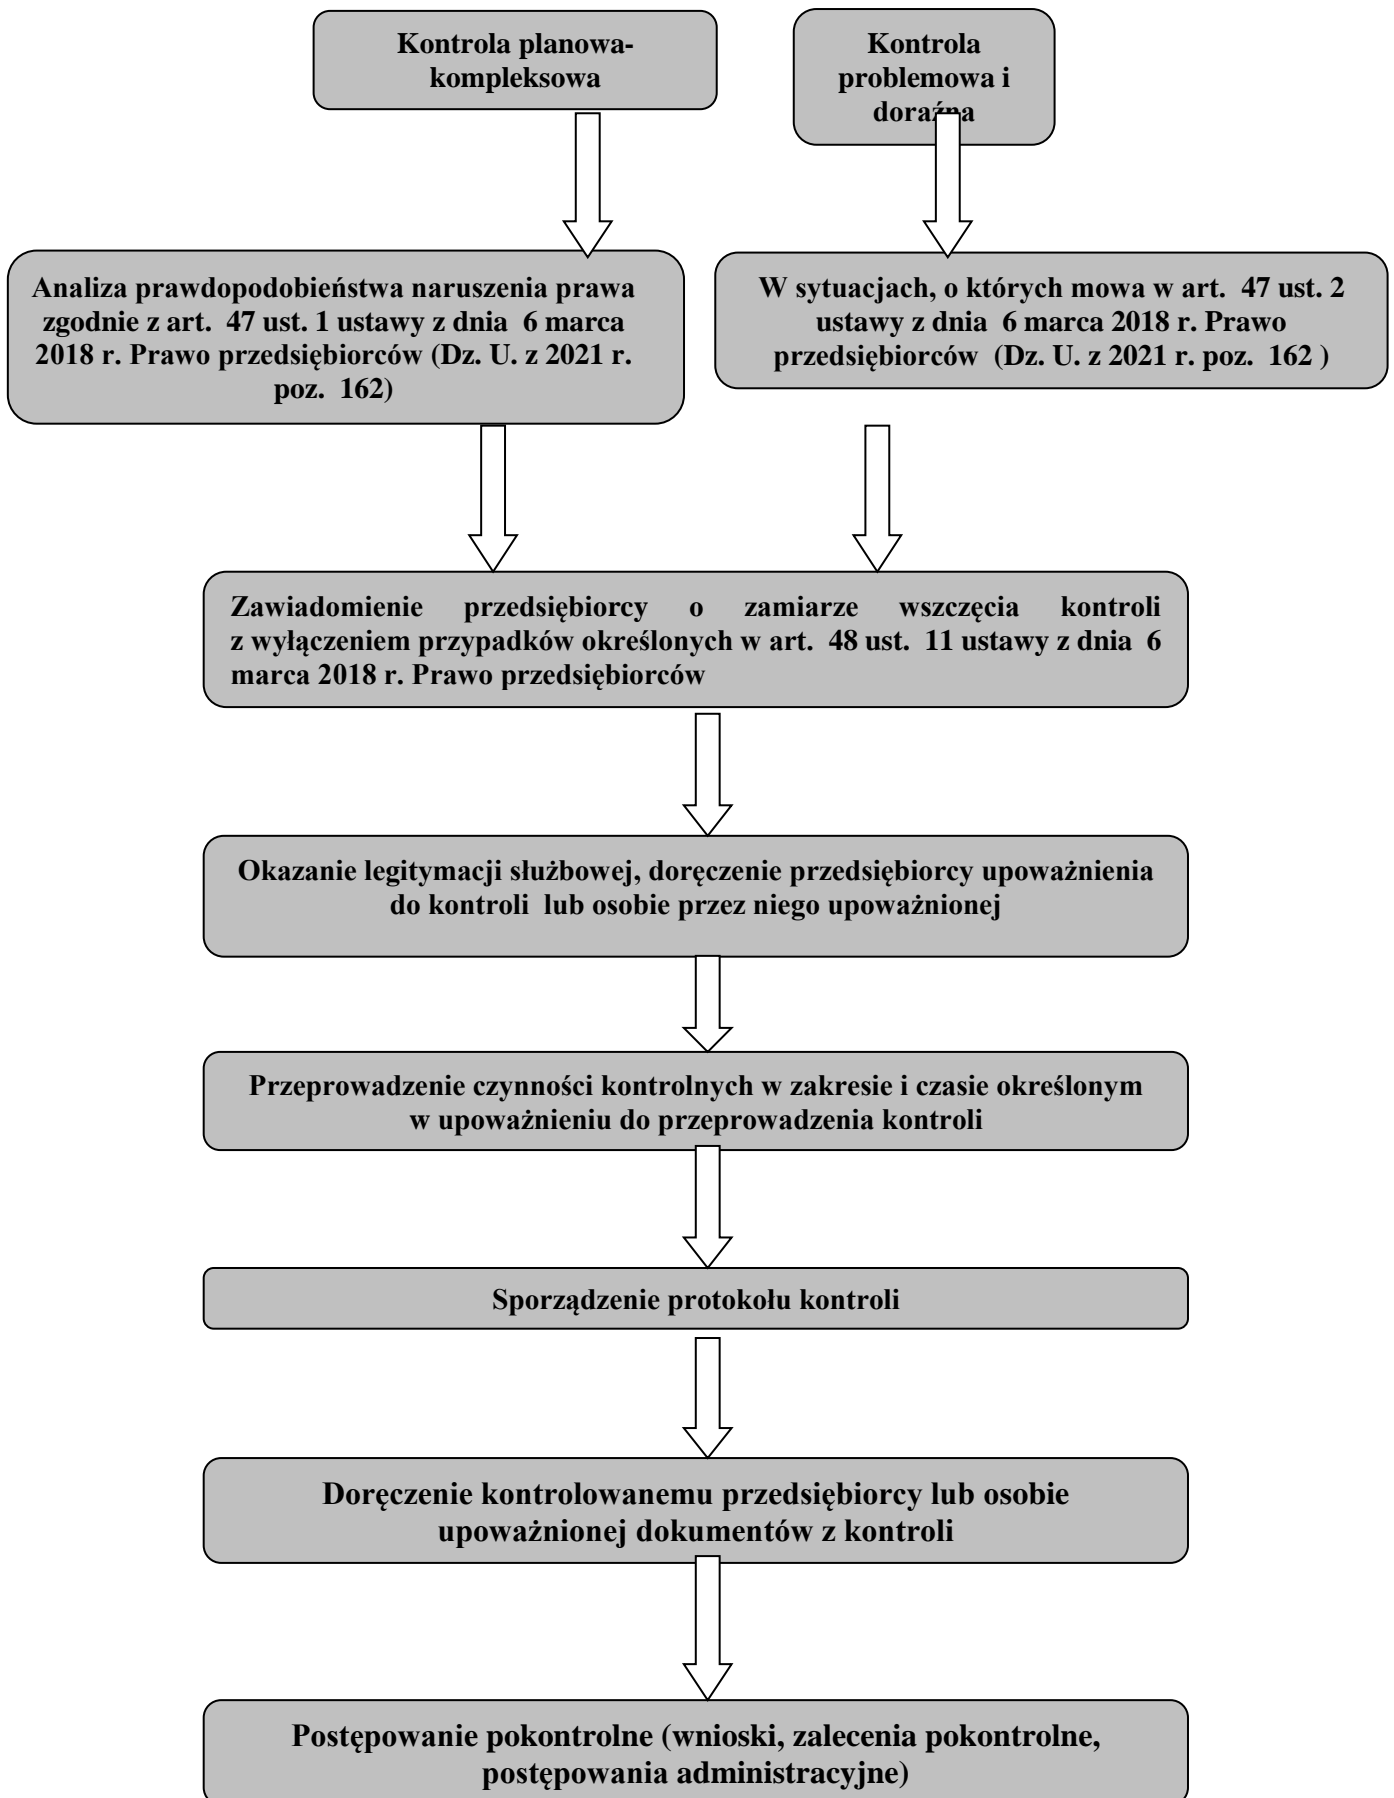 Kontrola planowa-
kompleksowa
Kontrola
problemowa i
doraźna
Analiza prawdopodobieństwa naruszenia prawa
zgodnie z art. 47 ust. 1 ustawy z dnia 6 marca
2018 r. Prawo przedsiębiorców (Dz. U. z 2021 r.
poz. 162)
W sytuacjach, o których mowa w art. 47 ust. 2
ustawy z dnia 6 marca 2018 r. Prawo
przedsiębiorców (Dz. U. z 2021 r. poz. 162 )
Zawiadomienie przedsiębiorcy o zamiarze wszczęcia kontroli
z wyłączeniem przypadków określonych w art. 48 ust. 11 ustawy z dnia 6
marca 2018 r. Prawo przedsiębiorców
Okazanie legitymacji służbowej, doręczenie przedsiębiorcy upoważnienia
do kontroli lub osobie przez niego upoważnionej
Przeprowadzenie czynności kontrolnych w zakresie i czasie określonym
w upoważnieniu do przeprowadzenia kontroli
Sporządzenie protokołu kontroli
Doręczenie kontrolowanemu przedsiębiorcy lub osobie
upoważnionej dokumentów z kontroli
Postępowanie pokontrolne (wnioski, zalecenia pokontrolne,
postępowania administracyjne)